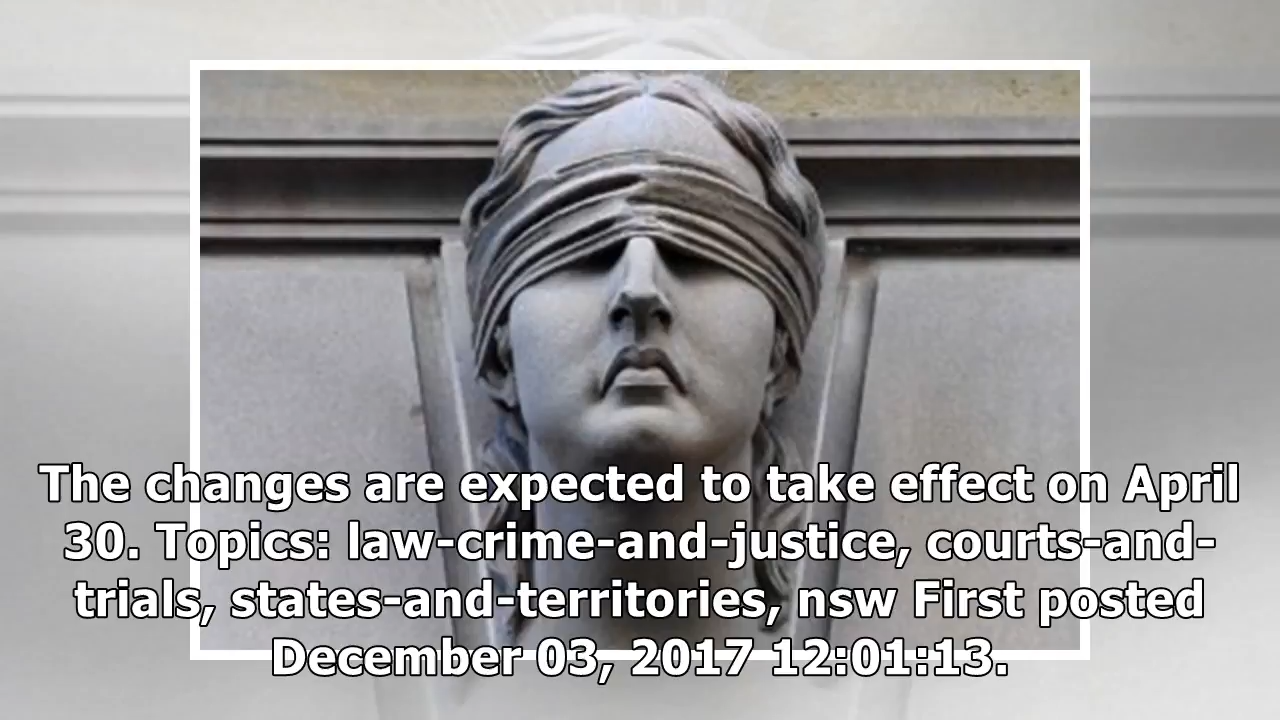 The changes are expected to take effect on April
30. Topics: law-crime-and-justice, courts-and-
trials, states-and-territories, nsw First posted
December 03, 2017 12:01:13.